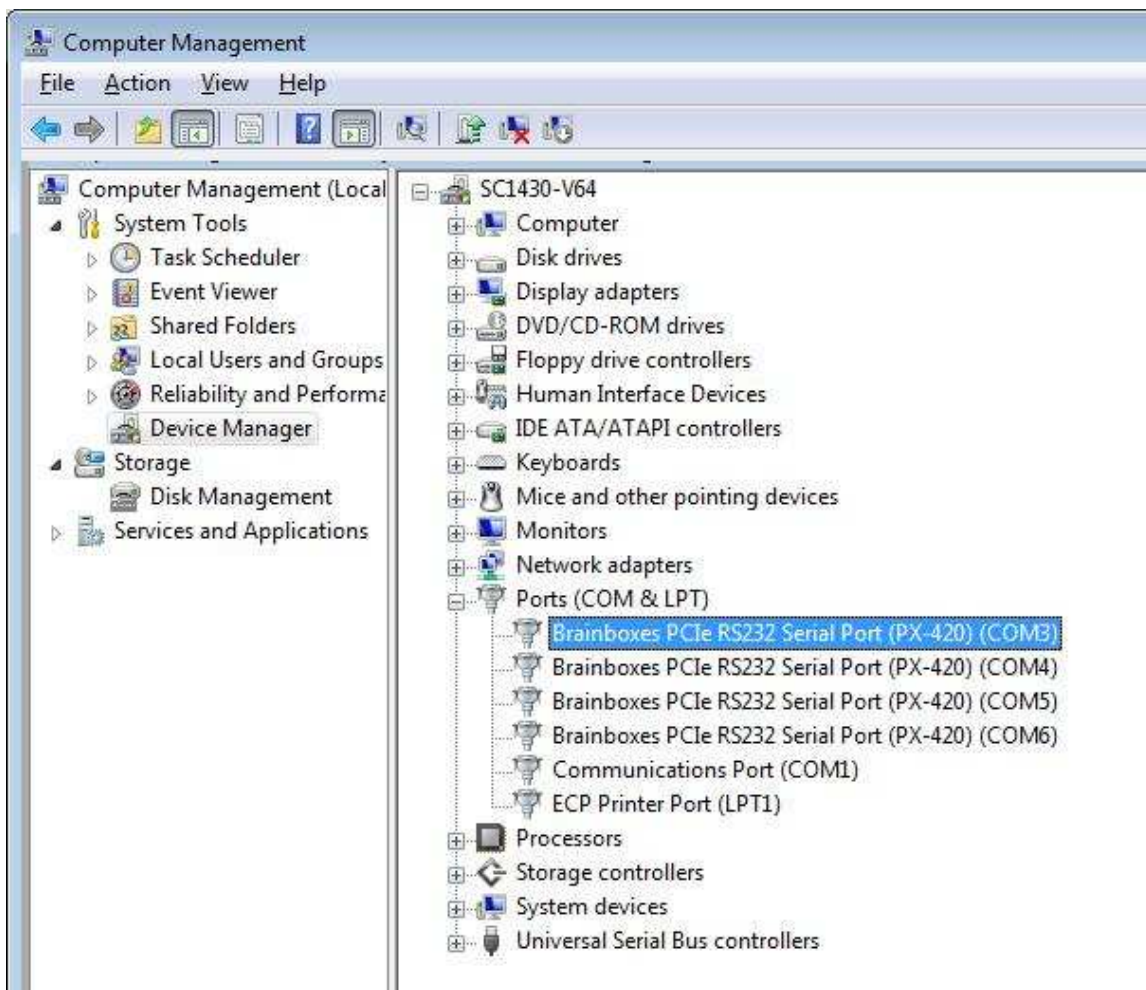 Computer Management
File Action View Help
Computer Management (Local
System Tools
Task Scheduler
Event Viewer
Shared Folders
Local Users and Groups
Reliability and Performa
Device Manager
Storage
Disk Management
Services and Applications
SC1430-V64
Computer
Disk drives
Display adapters
DVD/CD-ROM drives
Floppy drive controllers
Human Interface Devices
IDE ATA/ATAPI controllers
Keyboards
Mice and other pointing devices
Monitors
Network adapters
Ports (COM & LPT)
Brainboxes PCIe RS232 Serial Port (PX-420) (COM3)
Brainboxes PCIe RS232 Serial Port (PX-420) (COM4)
Brainboxes PCIe RS232 Serial Port (PX-420) (COM5)
Brainboxes PCIe RS232 Serial Port (PX-420) (COM6)
Communications Port (COM1)
ECP Printer Port (LPT1)
Processors
Storage controllers
System devices
Universal Serial Bus controllers